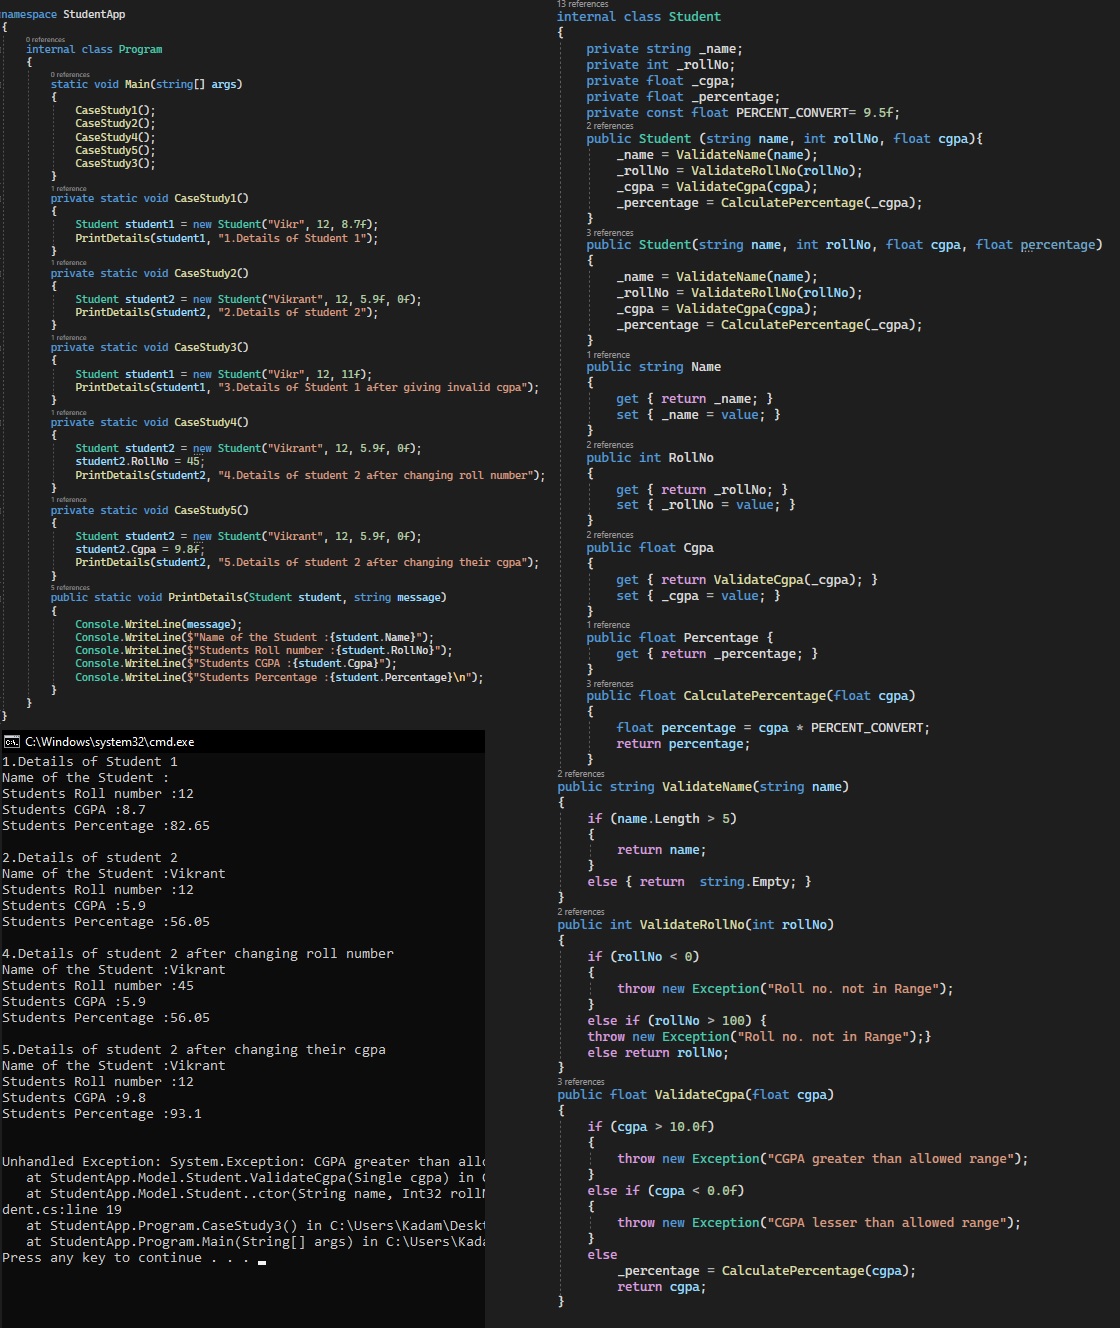 namespace StudentApp
{
0 references
internal class Program
{
0 references
static void Main(string[] args)
{
CaseStudy1();
CaseStudy2();
CaseStudy4();
CaseStudy5();
CaseStudy3();
}
1 reference
private static void CaseStudy1()
{
Student student1 = new Student("Vikr", 12, 8.7f);
PrintDetails(student1, "1.Details of Student 1");
}
1 reference
private static void CaseStudy2()
{
Student student2 = new Student("Vikrant", 12, 5.9f, 0f);
PrintDetails(student2, "2.Details of student 2");
}
1 reference
private static void CaseStudy3()
{
Student student1 = new Student("Vikr", 12, 11f);
PrintDetails(student1, "3.Details of Student 1 after giving invalid cgpa");
}
1 reference
private static void CaseStudy4()
{
Student student2 = new Student("Vikrant", 12, 5.9f, 0f);
student2.RollNo = 45;
PrintDetails(student2, "4.Details of student 2 after changing roll number");
}
1 reference
private static void CaseStudy5()
{
Student student2 = new Student("Vikrant", 12, 5.9f, 0f);
student2.Cgpa = 9.8f;
PrintDetails(student2, "5.Details of student 2 after changing their cgpa");
}
5 references
public static void PrintDetails(Student student, string message)
{
Console.WriteLine(message);
Console.WriteLine($"Name of the Student :{student.Name}");
Console.WriteLine($"Students Roll number :{student.RollNo}");
Console.WriteLine($"Students CGPA :{student.Cgpa}");
Console.WriteLine($"Students Percentage :{student.Percentage}\n");
}
}
}
C:\Windows\system32\cmd.exe
1.Details of Student 1
Name of the Student :
Students Roll number :12
Students CGPA :8.7
Students Percentage :82.65
2.Details of student 2
Name of the Student :Vikrant
Students Roll number :12
Students CGPA :5.9
Students Percentage :56.05
4.Details of student 2 after changing roll number
Name of the Student :Vikrant
Students Roll number :45
Students CGPA :5.9
Students Percentage :56.05
5.Details of student 2 after changing their cgpa
Name of the Student :Vikrant
Students Roll number :12
Students CGPA :9.8
Students Percentage :93.1
Unhandled Exception: System.Exception: CGPA greater than allo
at StudentApp.Model.Student.ValidateCgpa(Single cgpa) in C
at StudentApp.Model.Student..ctor(String name, Int32 rollN
dent.cs:line 19
at StudentApp.Program.CaseStudy3() in C:\Users\Kadam\Deskt
at StudentApp.Program.Main(String[] args) in C:\Users\Kada
Press any key to continue . . .
13 references
internal class Student
{
private string _name;
private int _rollNo;
private float _cgpa;
private float _percentage;
private const float PERCENT_CONVERT= 9.5f;
2 references
public Student (string name, int rollNo, float cgpa){
_name = ValidateName(name);
_rollNo = ValidateRollNo(rollNo);
_cgpa = ValidateCgpa(cgpa);
_percentage = CalculatePercentage(_cgpa);
}
3 references
public Student(string name, int rollNo, float cgpa, float percentage)
{
_name = ValidateName(name);
_rollNo = ValidateRollNo(rollNo);
_cgpa = ValidateCgpa(cgpa);
_percentage = CalculatePercentage(_cgpa);
}
1 reference
public string Name
{
get { return _name; }
set { _name = value; }
}
2 references
public int RollNo
{
get { return _rollNo; }
set { _rollNo = value; }
}
2 references
public float Cgpa
{
get { return ValidateCgpa(_cgpa); }
set { _cgpa = value; }
}
1 reference
public float Percentage {
get { return _percentage; }
}
3 references
public float CalculatePercentage(float cgpa)
{
float percentage = cgpa * PERCENT_CONVERT;
return percentage;
}
2 references
public string ValidateName(string name)
{
if (name.Length > 5)
{
return name;
}
else { return  string.Empty; }
}
2 references
public int ValidateRollNo(int rollNo)
{
if (rollNo < 0)
{
throw new Exception("Roll no. not in Range");
}
else if (rollNo > 100) {
throw new Exception("Roll no. not in Range");}
else return rollNo;
}
3 references
public float ValidateCgpa(float cgpa)
{
if (cgpa > 10.0f)
{
throw new Exception("CGPA greater than allowed range");
}
else if (cgpa < 0.0f)
{
throw new Exception("CGPA lesser than allowed range");
}
else
_percentage = CalculatePercentage(cgpa);
return cgpa;
}